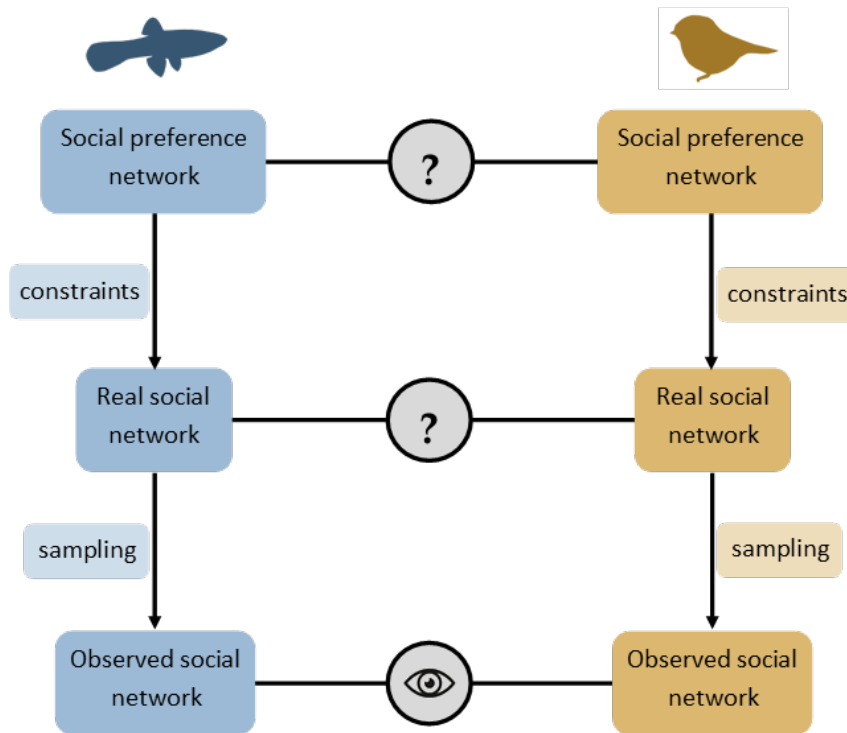 Social preference
network
?
Social preference
network
constraints
constraints
Real social
network
?
Real social
network
sampling
sampling
Observed social
network
Observed social
network